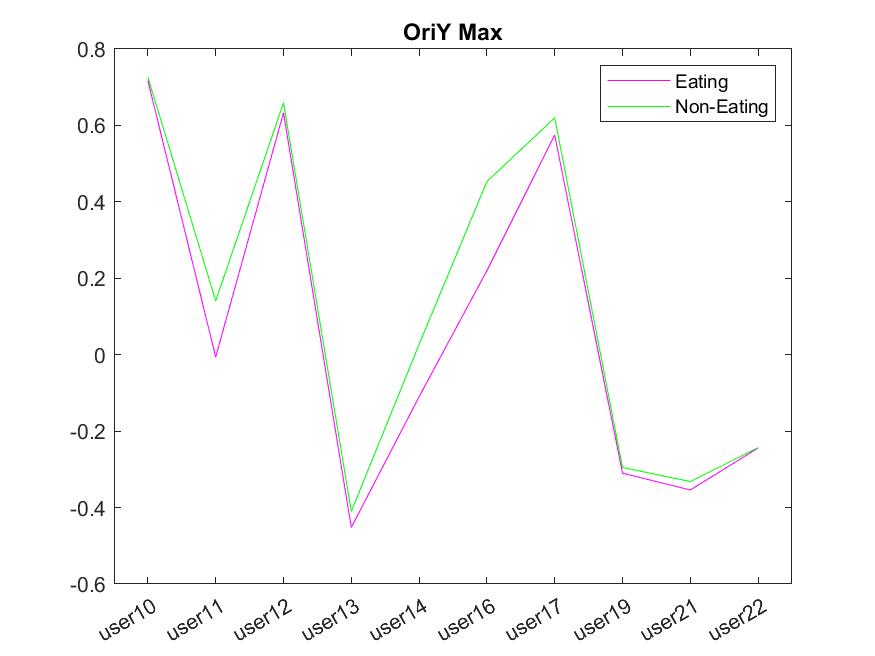 OriY Max
0.8
0.6
0.4
0.2
0
-0.2
-0.4
-0.6
Eating
Non-Eating
user10
user11
user12
user13
user14
user16
user17
user19
user21
user22